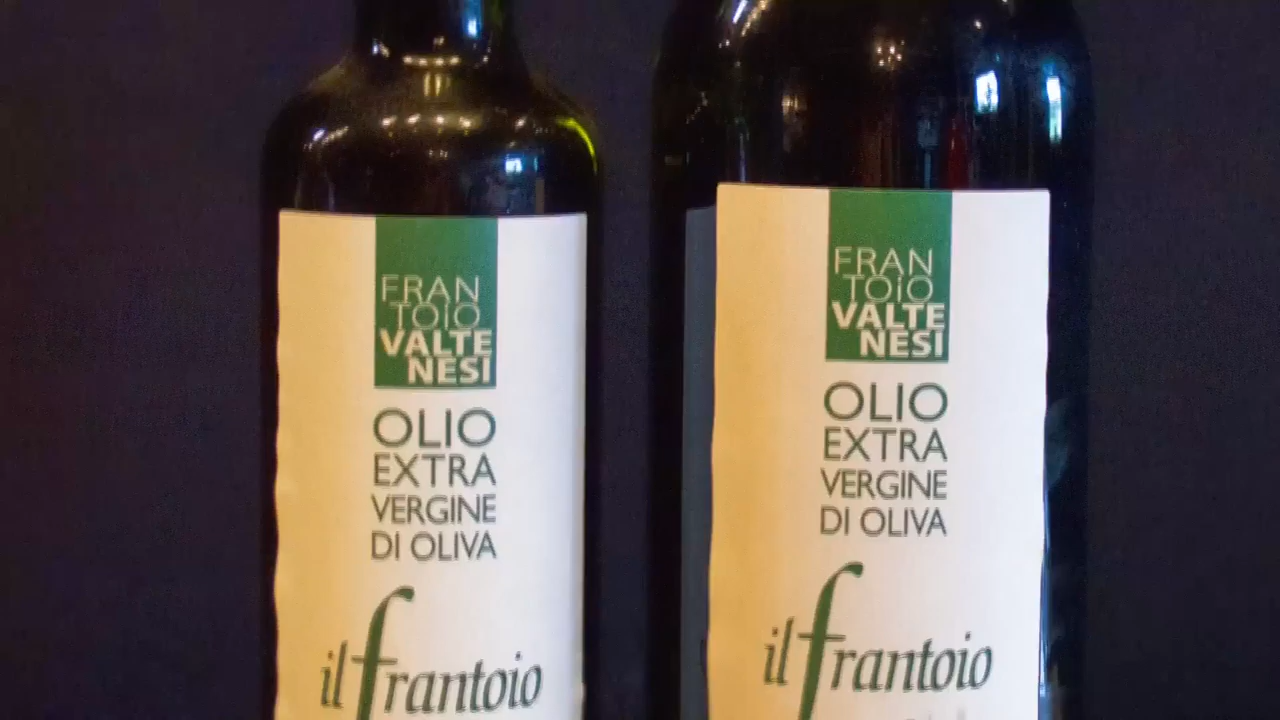 FRAN
TOiO
VALTE
NESI
OLIO
EXTRA
VERGINE
DI OLIVA
il frantoio
FRAN
TOiO
VALTE
NESI
OLIO
EXTRA
VERGINE
DI OLIVA
il frantoio